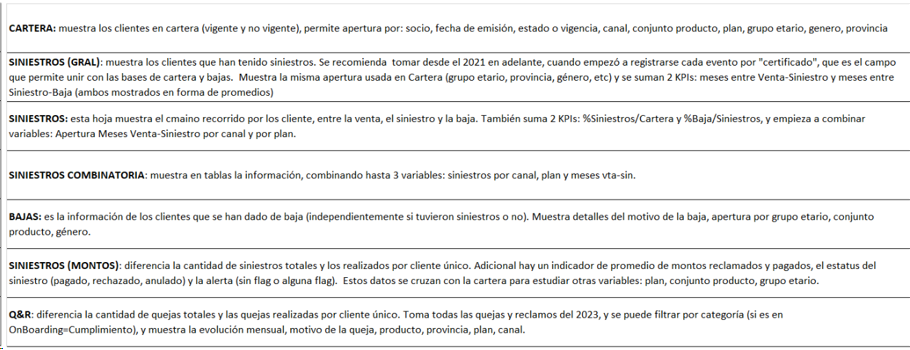 CARTERA: muestra los clientes en cartera (vigente y no vigente), permite apertura por: socio, fecha de emisión, estado o vigencia, canal, conjunto producto, plan, grupo etario, genero, provincia
SINIESTROS (GRAL): muestra los clientes que han tenido siniestros. Se recomienda tomar desde el 2021 en adelante, cuando empezó a registrarse cada evento por "certificado", que es el campo
que permite unir con las bases de cartera y bajas. Muestra la misma apertura usada en Cartera (grupo etario, provincia, género, etc) y se suman 2 KPIs: meses entre Venta-Siniestro y meses entre
Siniestro-Baja (ambos mostrados en forma de promedios)
SINIESTROS: esta hoja muestra el cmaino recorrido por los cliente, entre la venta, el siniestro y la baja. También suma 2 KPIs: %Siniestros/Cartera y %Baja/Siniestros, y empieza a combinar
variables: Apertura Meses Venta-Siniestro por canal y por plan.
SINIESTROS COMBINATORIA: muestra en tablas la información, combinando hasta 3 variables: siniestros por canal, plan y meses vta-sin.
BAJAS: es la información de los clientes que se han dado de baja (independientemente si tuvieron siniestros o no). Muestra detalles del motivo de la baja, apertura por grupo etario, conjunto
producto, género.
SINIESTROS (MONTOS): diferencia la cantidad de siniestros totales y los realizados por cliente único. Adicional hay un indicador de promedio de montos reclamados y pagados, el estatus del
siniestro (pagado, rechazado, anulado) y la alerta (sin flag o alguna flag). Estos datos se cruzan con la cartera para estudiar otras variables: plan, conjunto producto, grupo etario.
Q&R: diferencia la cantidad de quejas totales y las quejas realizadas por cliente único. Toma todas las quejas y reclamos del 2023, y se puede filtrar por categoría (si es en
OnBoarding=Cumplimiento), y muestra la evolución mensual, motivo de la queja, producto, provincia, plan, canal.